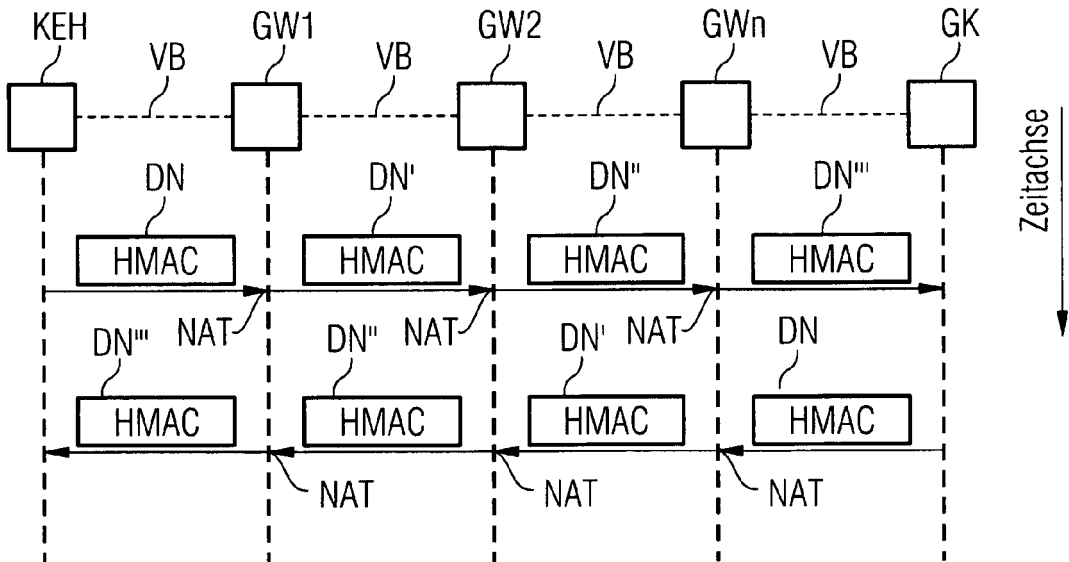 KEH GW1 GW2 GWn GK
VB VB VB VB
Zeitachse
DN DN' DN" DN'"
HMAC HMAC HMAC HMAC
NAT NAT NAT
DN'" DN" DN' DN
HMAC HMAC HMAC HMAC
NAT NAT NAT